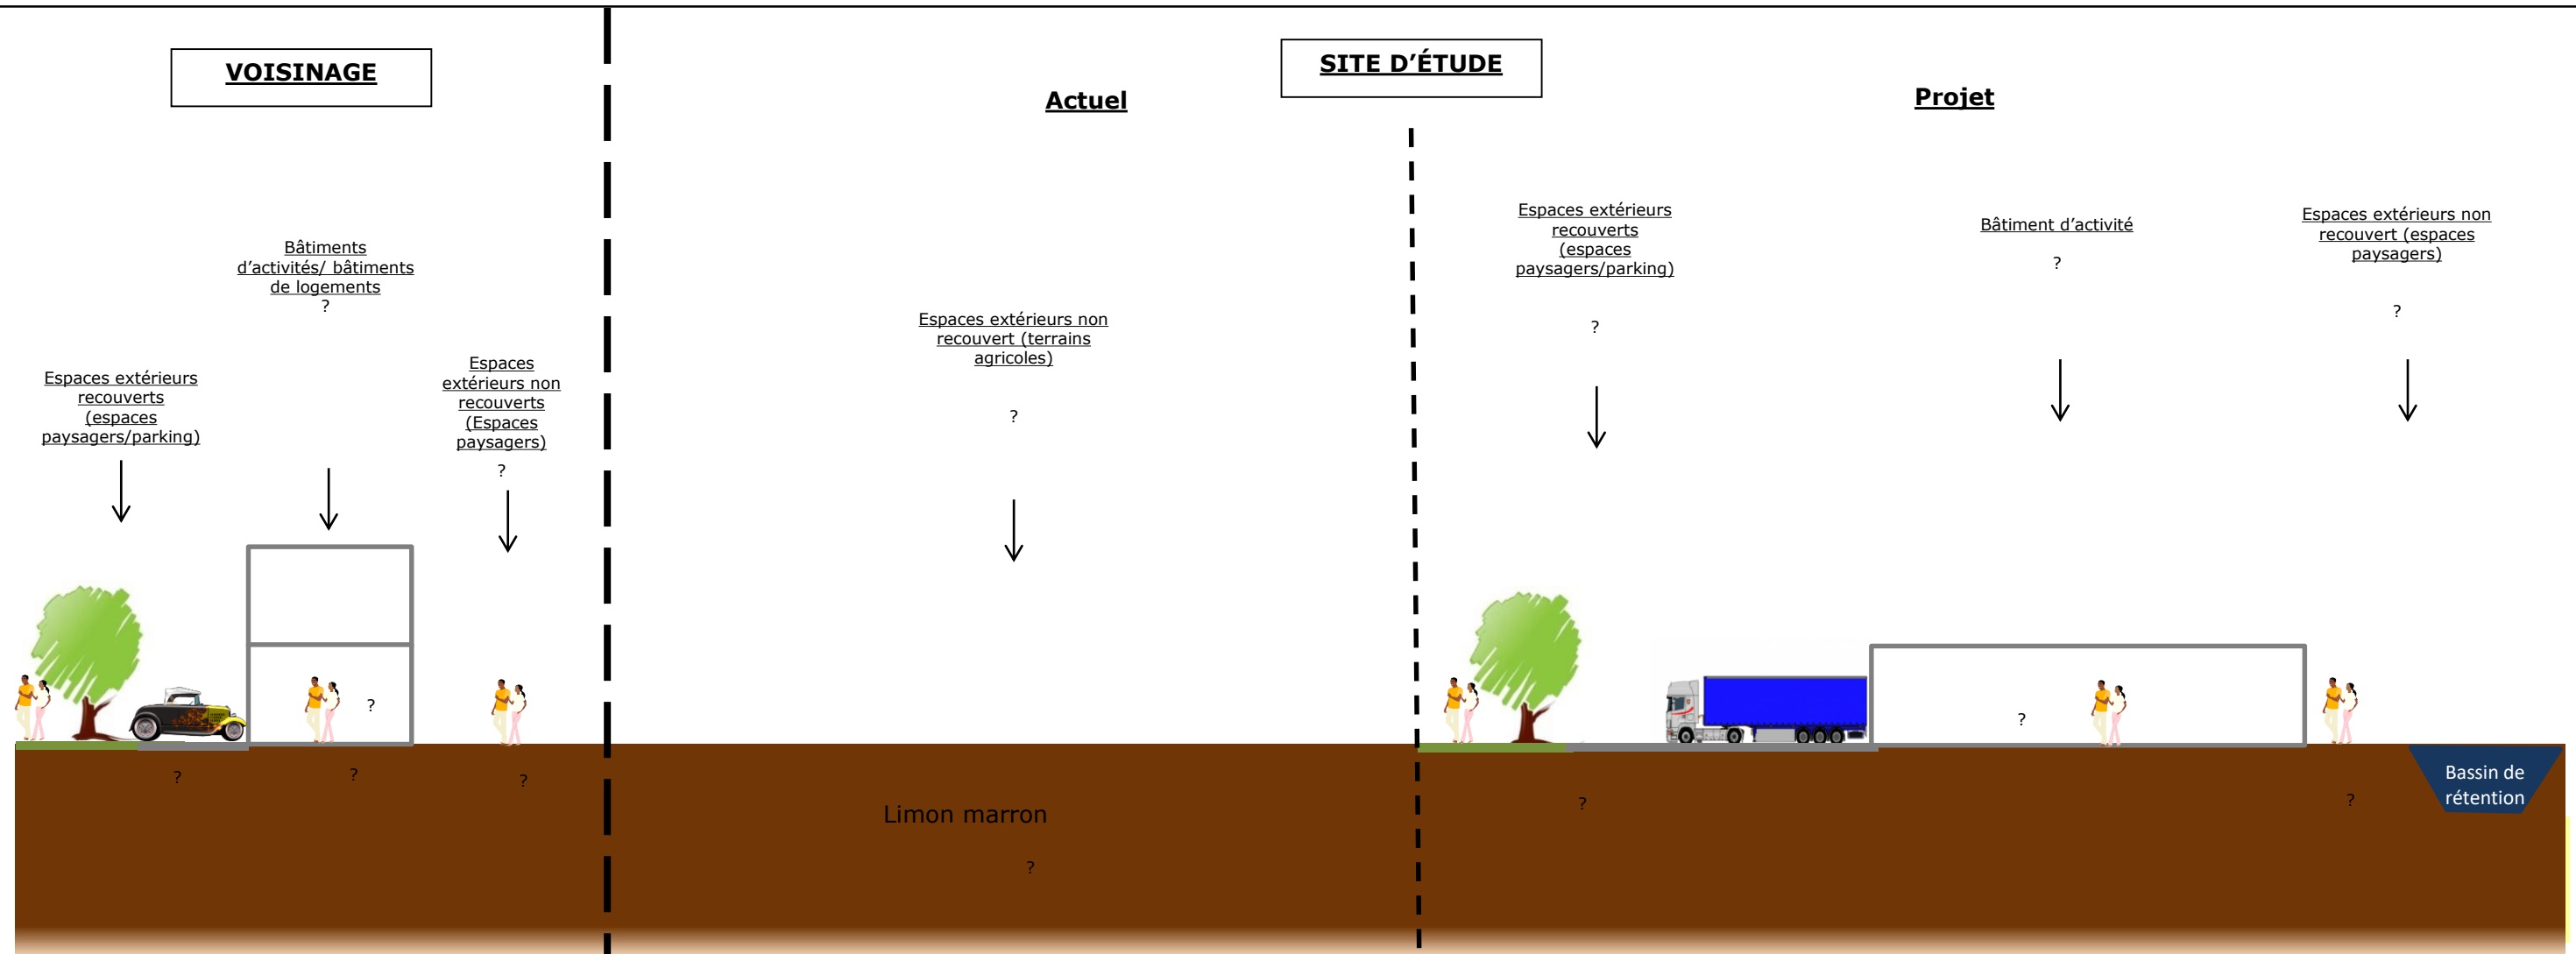 VOISINAGE
SITE D'ÉTUDE
Actuel
Projet
Espaces extérieurs
recouverts
(espaces
paysagers/parking)
Bâtiments
d'activités/ bâtiments
de logements
?
Espaces
extérieurs non
recouverts
(Espaces
paysagers)
?
Espaces extérieurs non
recouvert (terrains
agricoles)
?
Espaces extérieurs
recouverts
(espaces
paysagers/parking)
?
Bâtiment d'activité
?
Espaces extérieurs non
recouvert (espaces
paysagers)
?
?
?
?
?
?
Limon marron
?
?
?
Bassin de
rétention